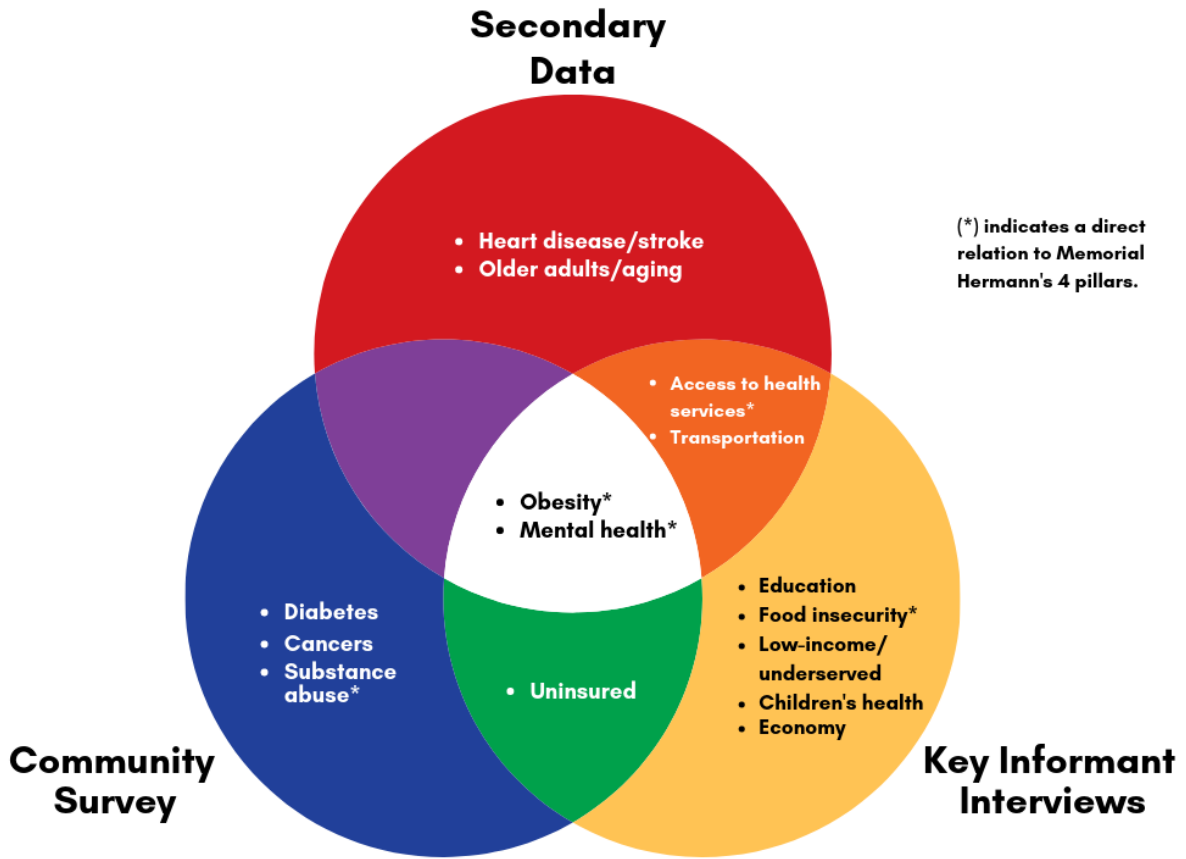 Secondary
Data
• Heart disease/stroke
• Older adults/aging
(*) indicates a direct
relation to Memorial
Hermann's 4 pillars.
• Access to health
services*
• Transportation
• Obesity*
• Mental health*
• Diabetes
• Cancers
• Substance
abuse*
• Uninsured
• Education
• Food insecurity*
• Low-income/
underserved
• Children's health
• Economy
Community
Survey
Key Informant
Interviews